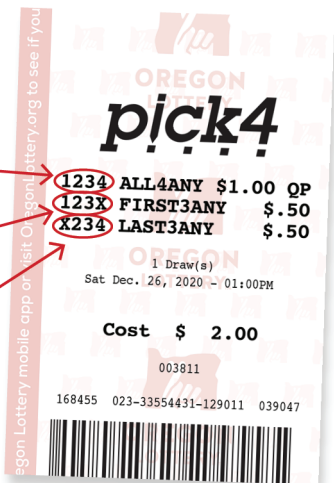 OREGON
LOTTERY
pick4
1234 ALL4ANY $1.00 QP
123X FIRST3ANY $.50
X234 LAST3ANY $.50
OREGON
LOTTERY
1 Draw(s)
Sat Dec. 26, 2020 - 01:00PM
Cost $ 2.00
003811
168455 023-33554431-129011 039047
egon Lottery mobile app or visit OregonLottery.org to see if you